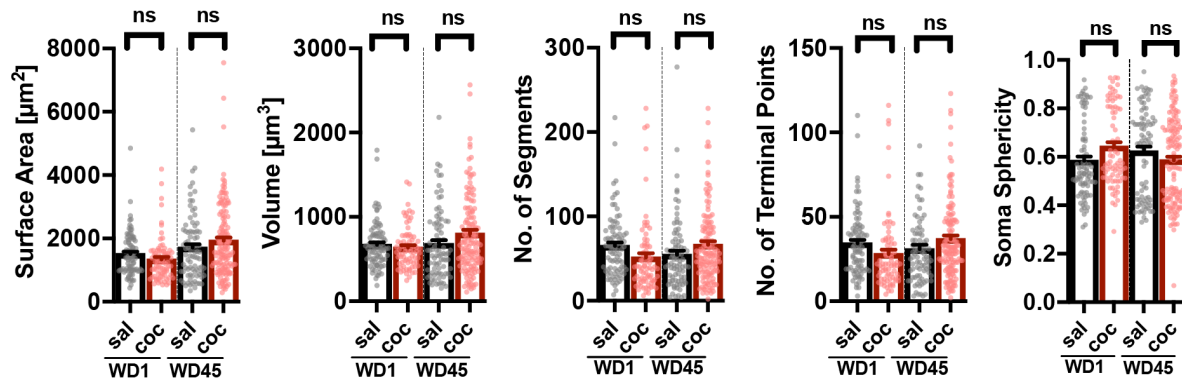 ns ns
Surface Area [µm²]
8000
6000
4000
2000
0
sal coc sal coc
WD1 WD45
ns ns
Volume [µm³]
3000
2000
1000
0
sal coc sal coc
WD1 WD45
ns ns
No. of Segments
300
200
100
0
sal coc sal coc
WD1 WD45
ns ns
No. of Terminal Points
150
100
50
0
sal coc sal coc
WD1 WD45
ns ns
Soma Sphericity
1.0
0.8
0.6
0.4
0.2
0.0
sal coc sal coc
WD1 WD45